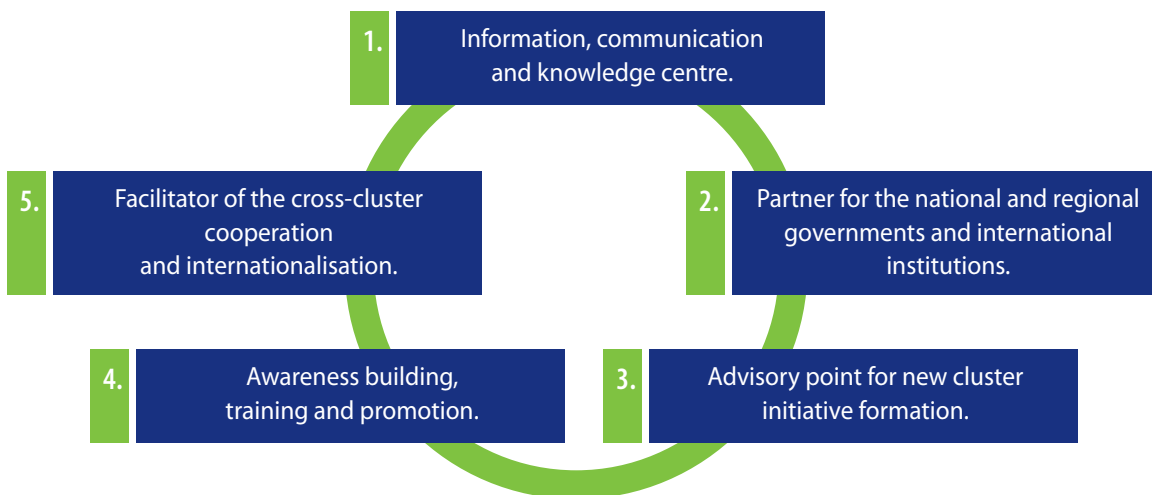 1.
Information, communication
and knowledge centre.
2.
Partner for the national and regional
governments and international
institutions.
3.
Advisory point for new cluster
initiative formation.
4.
Awareness building,
training and promotion.
5.
Facilitator of the cross-cluster
cooperation
and internationalisation.